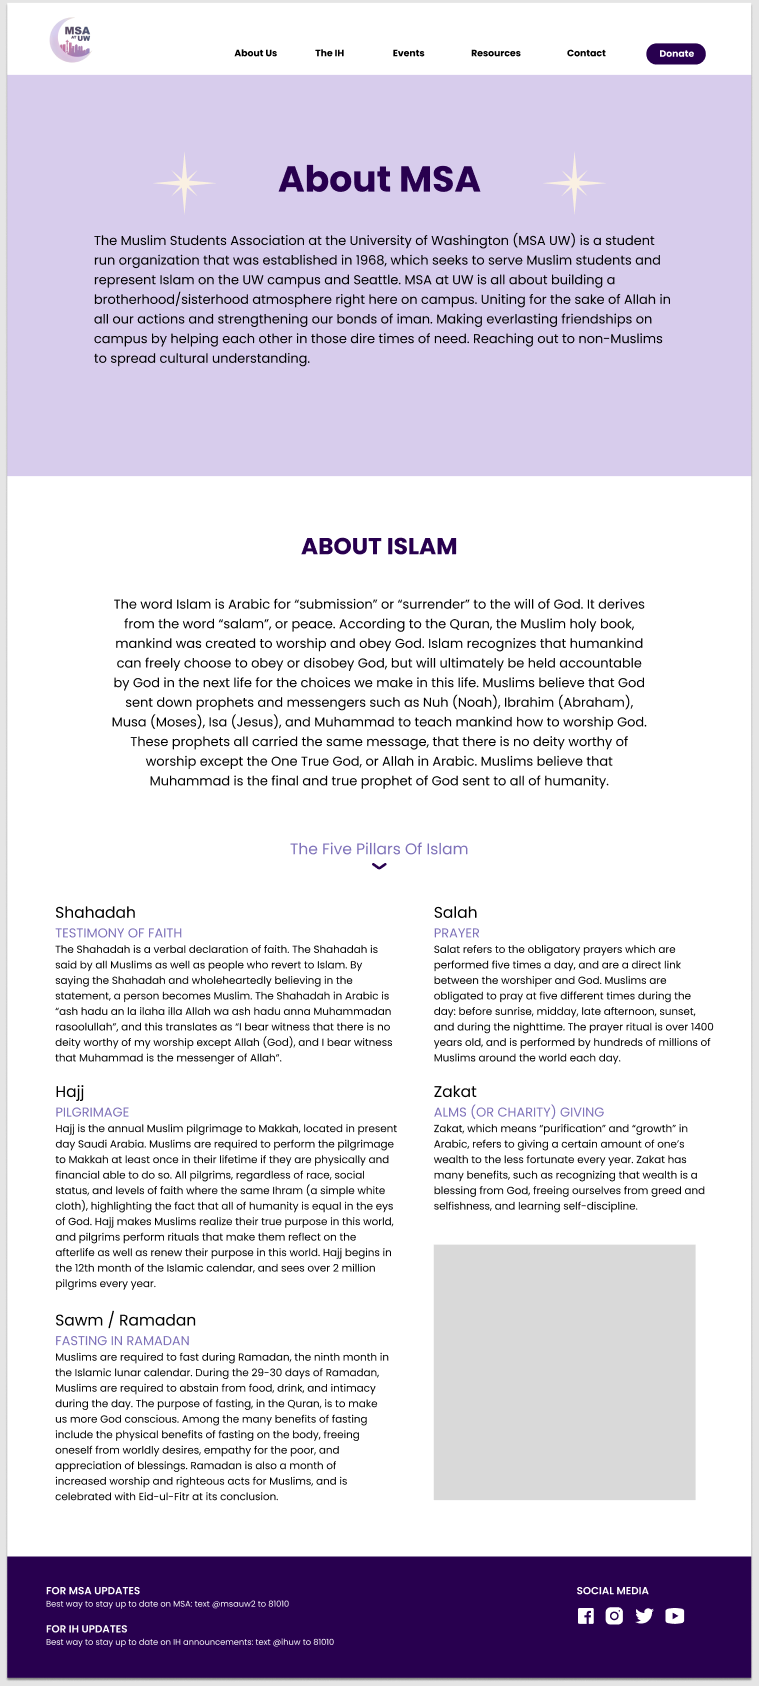 MSA
AT UW
About Us
The IH
Events
Resources
Contact
Donate
About MSA
The Muslim Students Association at the University of Washington (MSA UW) is a student
run organization that was established in 1968, which seeks to serve Muslim students and
represent Islam on the UW campus and Seattle. MSA at UW is all about building a
brotherhood/sisterhood atmosphere right here on campus. Uniting for the sake of Allah in
all our actions and strengthening our bonds of iman. Making everlasting friendships on
campus by helping each other in those dire times of need. Reaching out to non-Muslims
to spread cultural understanding.
ABOUT ISLAM
The word Islam is Arabic for “submission” or “surrender” to the will of God. It derives
from the word “salam”, or peace. According to the Quran, the Muslim holy book,
mankind was created to worship and obey God. Islam recognizes that humankind
can freely choose to obey or disobey God, but will ultimately be held accountable
by God in the next life for the choices we make in this life. Muslims believe that God
sent down prophets and messengers such as Nuh (Noah), Ibrahim (Abraham),
Musa (Moses), Isa (Jesus), and Muhammad to teach mankind how to worship God.
These prophets all carried the same message, that there is no deity worthy of
worship except the One True God, or Allah in Arabic. Muslims believe that
Muhammad is the final and true prophet of God sent to all of humanity.
The Five Pillars Of Islam
Shahadah
TESTIMONY OF FAITH
The Shahadah is a verbal declaration of faith. The Shahadah is
said by all Muslims as well as people who revert to Islam. By
saying the Shahadah and wholeheartedly believing in the
statement, a person becomes Muslim. The Shahadah in Arabic is
“ash hadu an la ilaha illa Allah wa ash hadu anna Muhammadan
rasoolullah”, and this translates as “I bear witness that there is no
deity worthy of my worship except Allah (God), and I bear witness
that Muhammad is the messenger of Allah”.
Salah
PRAYER
Salat refers to the obligatory prayers which are
performed five times a day, and are a direct link
between the worshiper and God. Muslims are
obligated to pray at five different times during the
day: before sunrise, midday, late afternoon, sunset,
and during the nighttime. The prayer ritual is over 1400
years old, and is performed by hundreds of millions of
Muslims around the world each day.
Hajj
PILGRIMAGE
Hajj is the annual Muslim pilgrimage to Makkah, located in present
day Saudi Arabia. Muslims are required to perform the pilgrimage
to Makkah at least once in their lifetime if they are physically and
financial able to do so. All pilgrims, regardless of race, social
status, and levels of faith where the same Ihram (a simple white
cloth), highlighting the fact that all of humanity is equal in the eys
of God. Hajj makes Muslims realize their true purpose in this world,
and pilgrims perform rituals that make them reflect on the
afterlife as well as renew their purpose in this world. Hajj begins in
the 12th month of the Islamic calendar, and sees over 2 million
pilgrims every year.
Zakat
ALMS (OR CHARITY) GIVING
Zakat, which means “purification” and “growth” in
Arabic, refers to giving a certain amount of one’s
wealth to the less fortunate every year. Zakat has
many benefits, such as recognizing that wealth is a
blessing from God, freeing ourselves from greed and
selfishness, and learning self-discipline.
Sawm / Ramadan
FASTING IN RAMADAN
Muslims are required to fast during Ramadan, the ninth month in
the Islamic lunar calendar. During the 29-30 days of Ramadan,
Muslims are required to abstain from food, drink, and intimacy
during the day. The purpose of fasting, in the Quran, is to make
us more God conscious. Among the many benefits of fasting
include the physical benefits of fasting on the body, freeing
oneself from worldly desires, empathy for the poor, and
appreciation of blessings. Ramadan is also a month of
increased worship and righteous acts for Muslims, and is
celebrated with Eid-ul-Fitr at its conclusion.
FOR MSA UPDATES
Best way to stay up to date on MSA: text @msauw2 to 81010
FOR IH UPDATES
Best way to stay up to date on IH announcements: text @ihuw to 81010
SOCIAL MEDIA